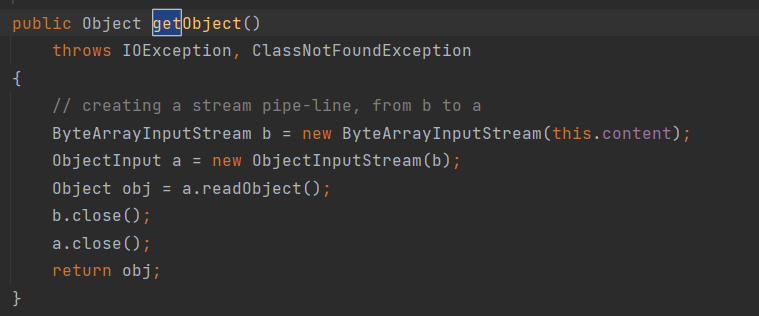 public Object getObject()
throws IOException, ClassNotFoundException
{
// creating a stream pipe-line, from b to a
ByteArrayInputStream b = new ByteArrayInputStream(this.content);
ObjectInput a = new ObjectInputStream(b);
Object obj = a.readObject();
b.close();
a.close();
return obj;
}